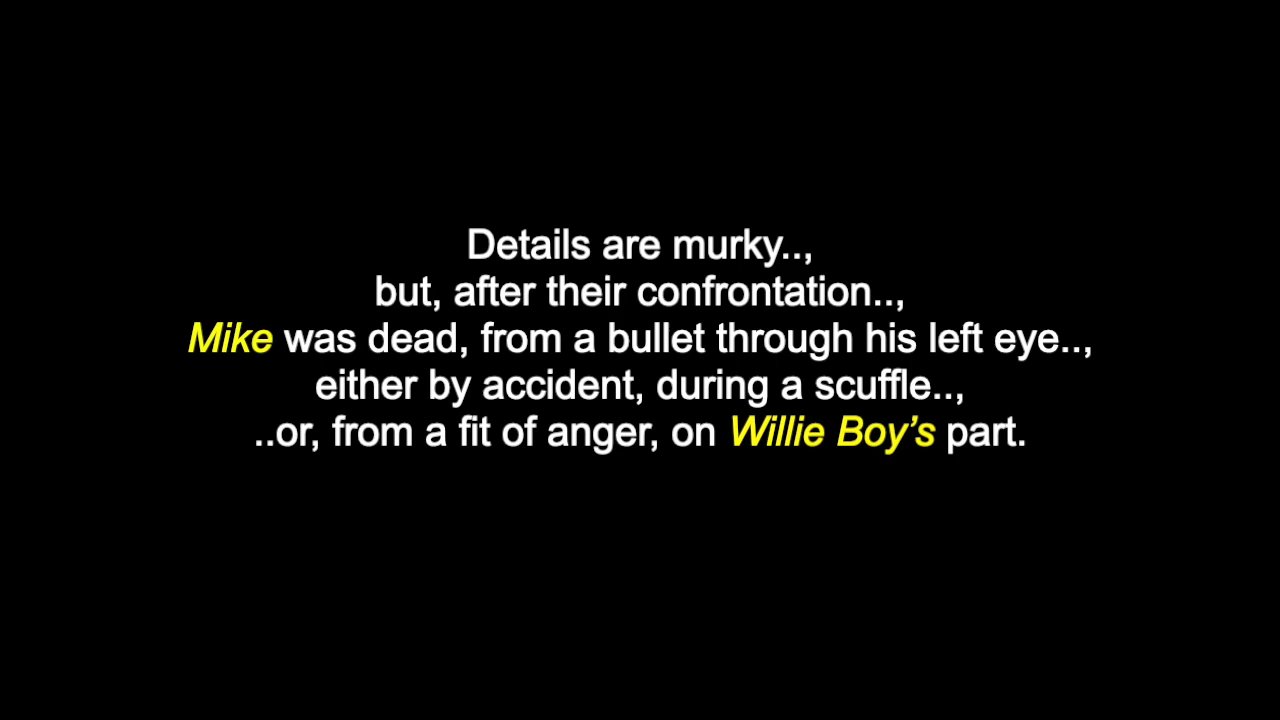 Details are murky..,
but, after their confrontation..,
Mike was dead, from a bullet through his left eye..,
either by accident, during a scuffle..,
..or, from a fit of anger, on Willie Boy’s part.